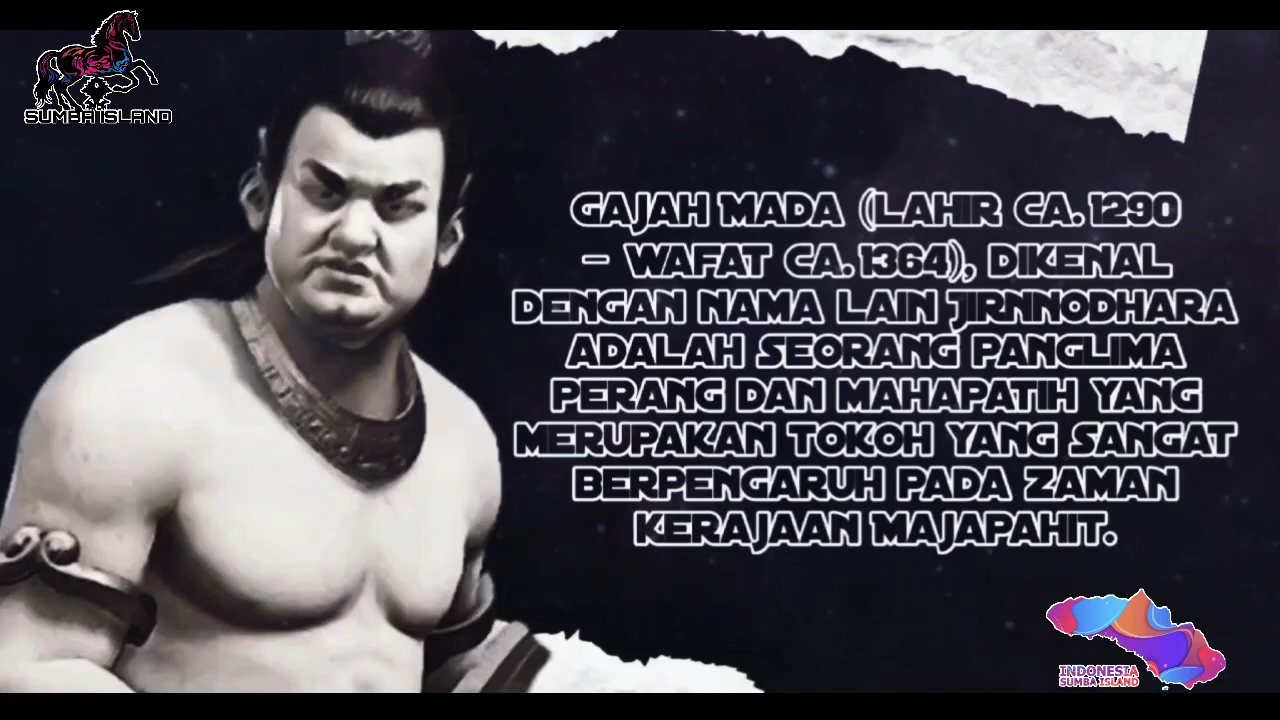 SUMBA ISLAND
GAJAH MADA (LAHIR CA. 1290
- WAFAT CA. 1364), DIKENAL
DENGAN NAMA LAIN JIRNNODHARA
ADALAH SEORANG PANGLIMA
PERANG DAN MAHAPATIH YANG
MERUPAKAN TOKOH YANG SANGAT
BERPENGARUH PADA ZAMAN
KERAJAAN MAJAPAHIT.
INDONESIA
SUMBA ISLAND